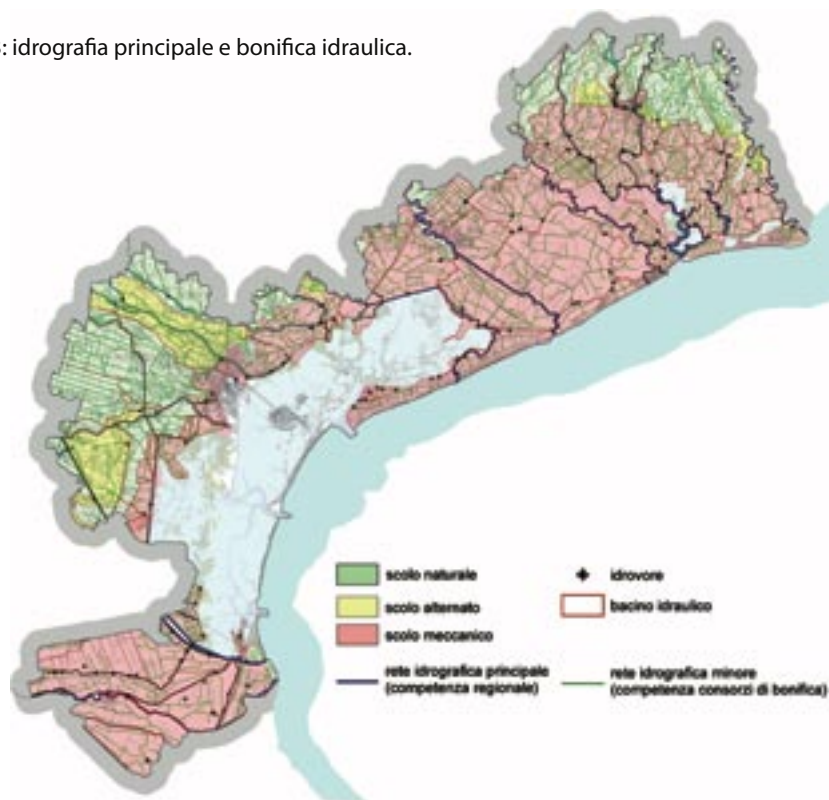 : idrografia principale e bonifica idraulica.
scolo naturale
scolo alternato
scolo meccanico
rete idrografica principale
(competenza regionale)
idrovore
bacino idraulico
rete idrografica minore
(competenza consorzi di bonifica)